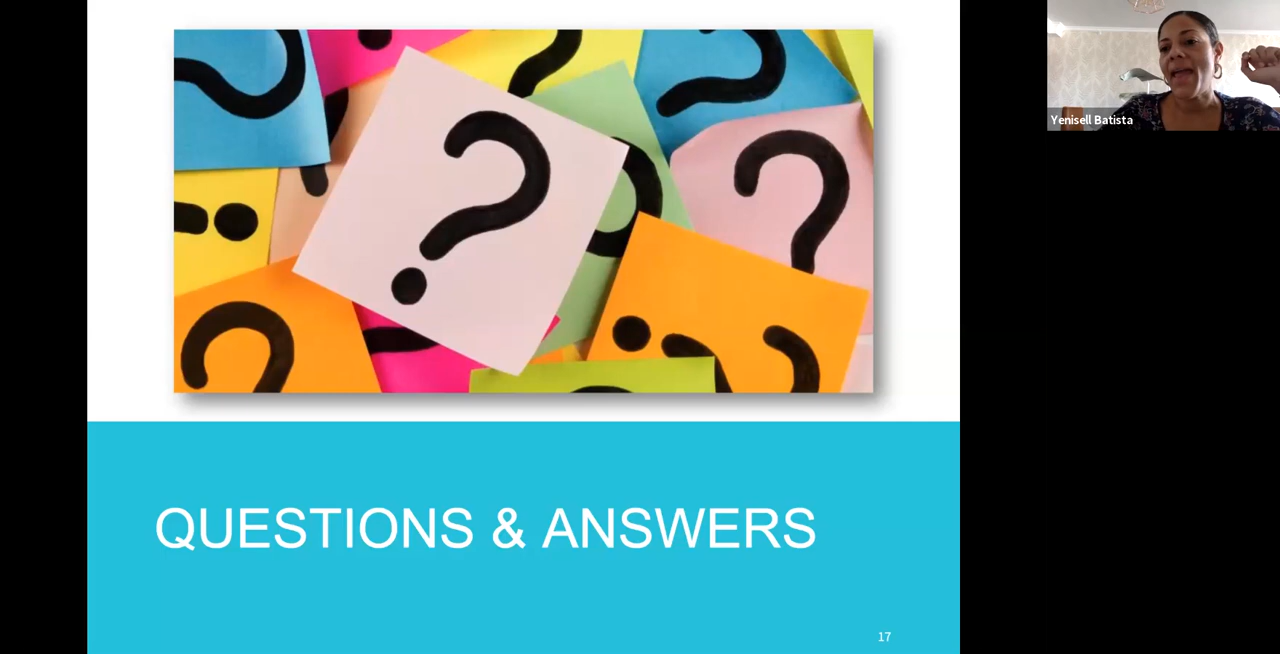 Yenisell Batista
? ? ? ? ? ? ?
QUESTIONS & ANSWERS
17